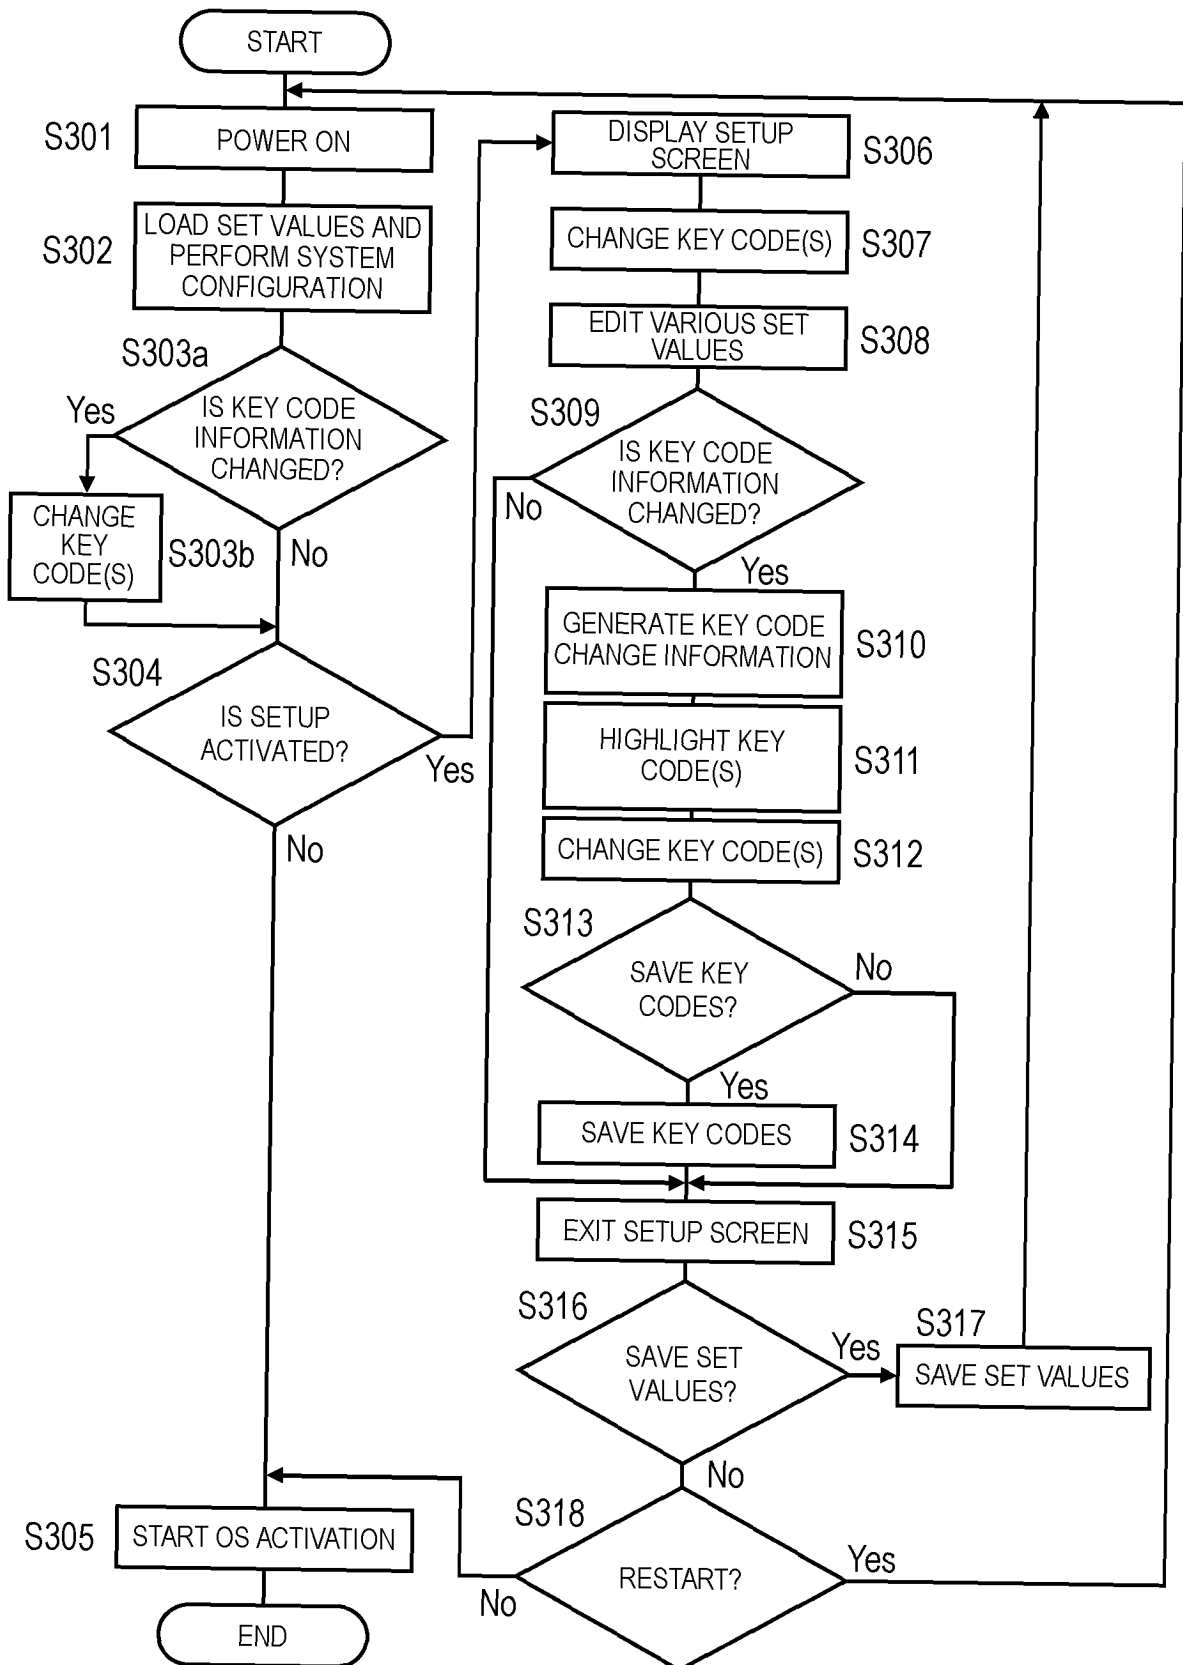 START
S301
POWER ON
S302
LOAD SET VALUES AND
PERFORM SYSTEM
CONFIGURATION
S303a
Yes
IS KEY CODE
INFORMATION
CHANGED?
CHANGE
KEY
CODE(S)
S303b
No
S304
IS SETUP
ACTIVATED?
Yes
No
S305
START OS ACTIVATION
END
DISPLAY SETUP
SCREEN
S306
CHANGE KEY CODE(S)
S307
EDIT VARIOUS SET
VALUES
S308
S309
IS KEY CODE
INFORMATION
CHANGED?
No
Yes
GENERATE KEY CODE
CHANGE INFORMATION
S310
HIGHLIGHT KEY
CODE(S)
S311
CHANGE KEY CODE(S)
S312
S313
SAVE KEY
CODES?
No
Yes
SAVE KEY CODES
S314
EXIT SETUP SCREEN
S315
S316
SAVE SET
VALUES?
Yes
S317
SAVE SET VALUES
No
S318
RESTART?
No
Yes